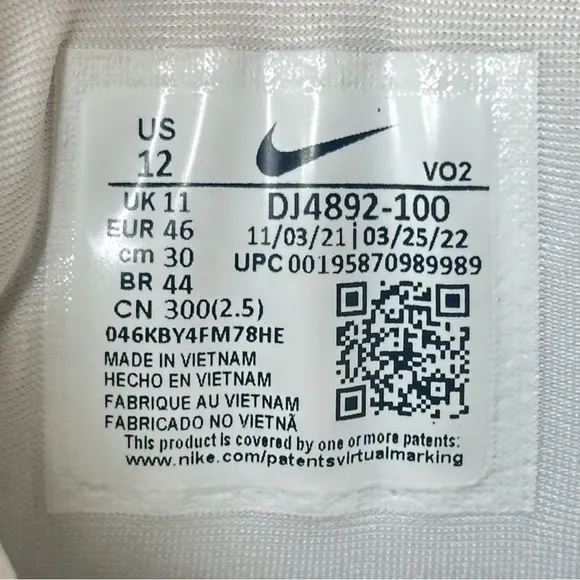 US
12
VO2
UK 11
EUR 46
cm 30
BR 44
CN 300(2.5)
DJ4892-100
11/03/21|03/25/22
UPC 00195870989989
046KBY4FM78HE
MADE IN VIETNAM
HECHO EN VIETNAM
FABRIQUE AU VIETNAM
FABRICADO NO VIETNÃ
This product is covered by one or more patents:
www.nike.com/patentsvirtualmarking